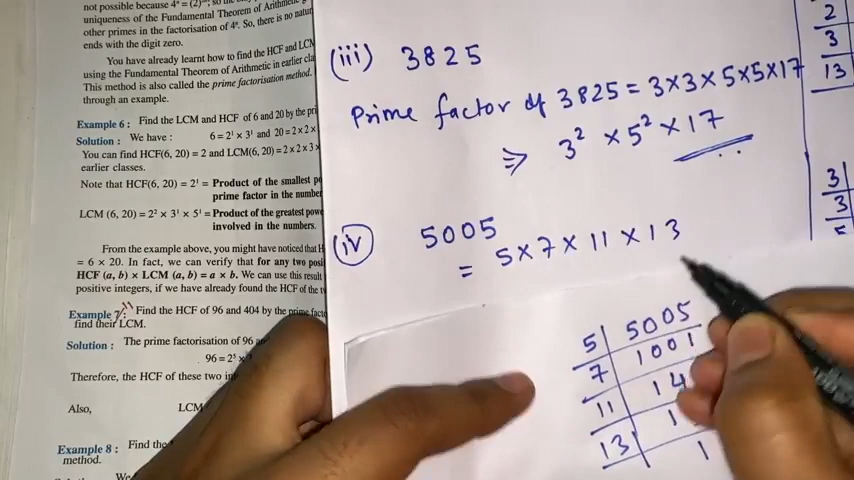 not possible because 4ⁿ = (2)
uniqueness of the Fundamental Theorem of Arithmetic
other primes in the factorisation of 4ⁿ. So, there is no natur
ends with the digit zero.
You have already learnt how to find the HCF and LCM
using the Fundamental Theorem of Arithmetic in earlier cla
This method is also called the prime factorisation method.
through an example.
Example 6 : Find the LCM and HCF of 6 and 20 by the pri
Solution : We have : 6 = 2¹ × 3¹ and 20 = 2 × 2 ×
You can find HCF(6, 20) = 2 and LCM(6, 20) = 2 × 2 × 3 ×
earlier classes.
Note that HCF(6, 20) = 2¹ = Product of the smallest po
prime factor in the number
LCM (6, 20) = 2² × 3¹ × 5¹ = Product of the greatest powe
involved in the numbers.
From the example above, you might have noticed that H
= 6 × 20. In fact, we can verify that for any two posi
HCF (a, b) × LCM (a, b) = a × b. We can use this result
positive integers, if we have already found the HCF of the t
Example 7 : Find the HCF of 96 and 404 by the prime facto
find their LCM.
Solution : The prime factorisation of 96 a
96 = 2⁵ ×
Therefore, the HCF of these two in
Also, LCM
Example 8 : Find the
method.
(iii) 3825
Prime factor of 3825 = 3×3×5×5×17
⇒ 3² × 5² × 17
(iv) 5005
= 5 × 7 × 11 × 13
5 | 5005
7 | 1001
11 | 14
13 | 1
1
2
3
13
3
3
5